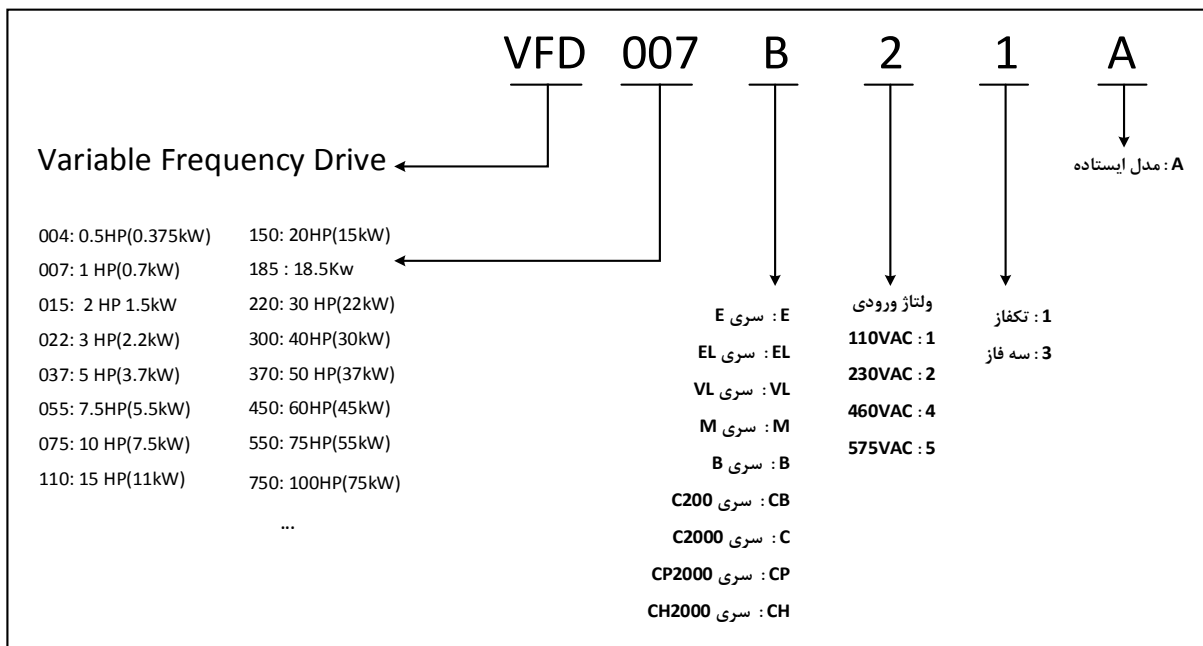 VFD 007 B 2 1 A
Variable Frequency Drive
A : مدل ایستاده
004: 0.5HP(0.375kW)
007: 1 HP(0.7kW)
015: 2 HP 1.5kW
022: 3 HP(2.2kW)
037: 5 HP(3.7kW)
055: 7.5HP(5.5kW)
075: 10 HP(7.5kW)
110: 15 HP(11kW)
150: 20HP(15kW)
185 : 18.5Kw
220: 30 HP(22kW)
300: 40HP(30kW)
370: 50 HP(37kW)
450: 60HP(45kW)
550: 75HP(55kW)
750: 100HP(75kW)
...
E : سری E
EL : سری EL
VL : سری VL
M : سری M
B : سری B
CB : سری C200
C : سری C2000
CP : سری CP2000
CH : سری CH2000
ولتاژ ورودی
1 : 110VAC
2 : 230VAC
4 : 460VAC
5 : 575VAC
1 : تکفاز
3 : سه فاز